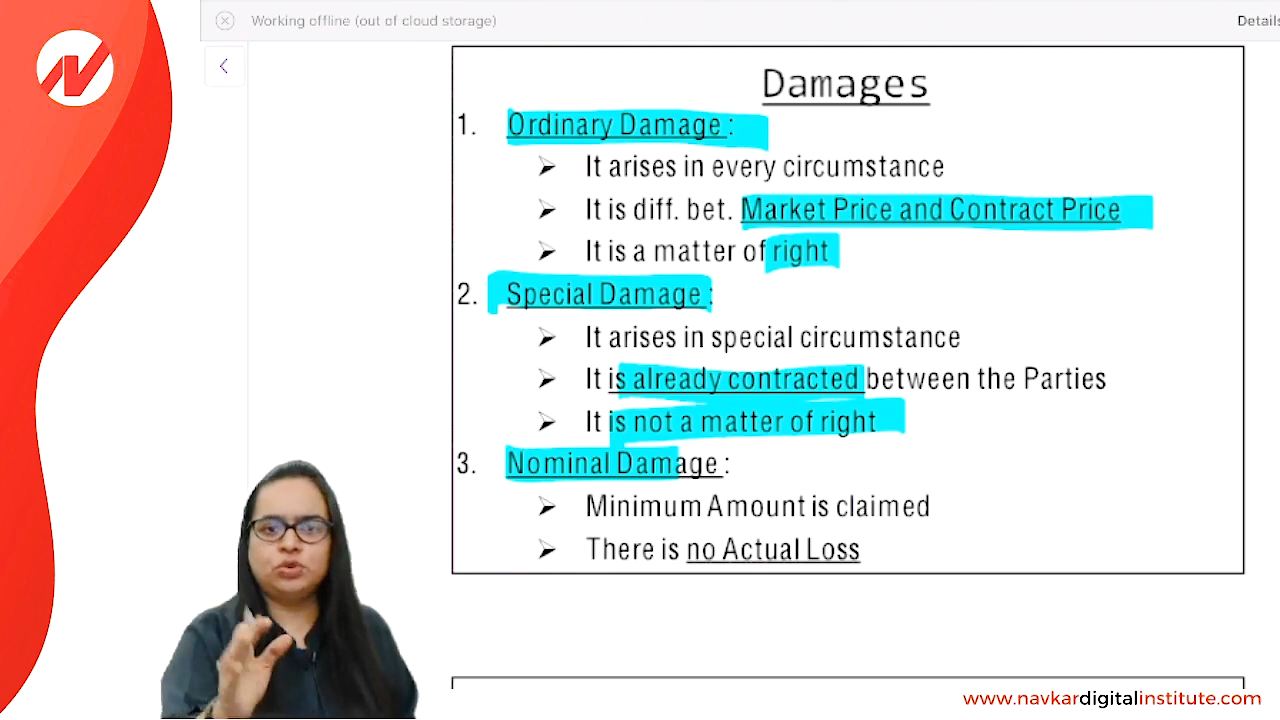 Working offline (out of cloud storage)
Details
Damages
1. Ordinary Damage :
➢ It arises in every circumstance
➢ It is diff. bet. Market Price and Contract Price
➢ It is a matter of right
2. Special Damage :
➢ It arises in special circumstance
➢ It is already contracted between the Parties
➢ It is not a matter of right
3. Nominal Damage :
➢ Minimum Amount is claimed
➢ There is no Actual Loss
www.navkardigitalinstitute.com